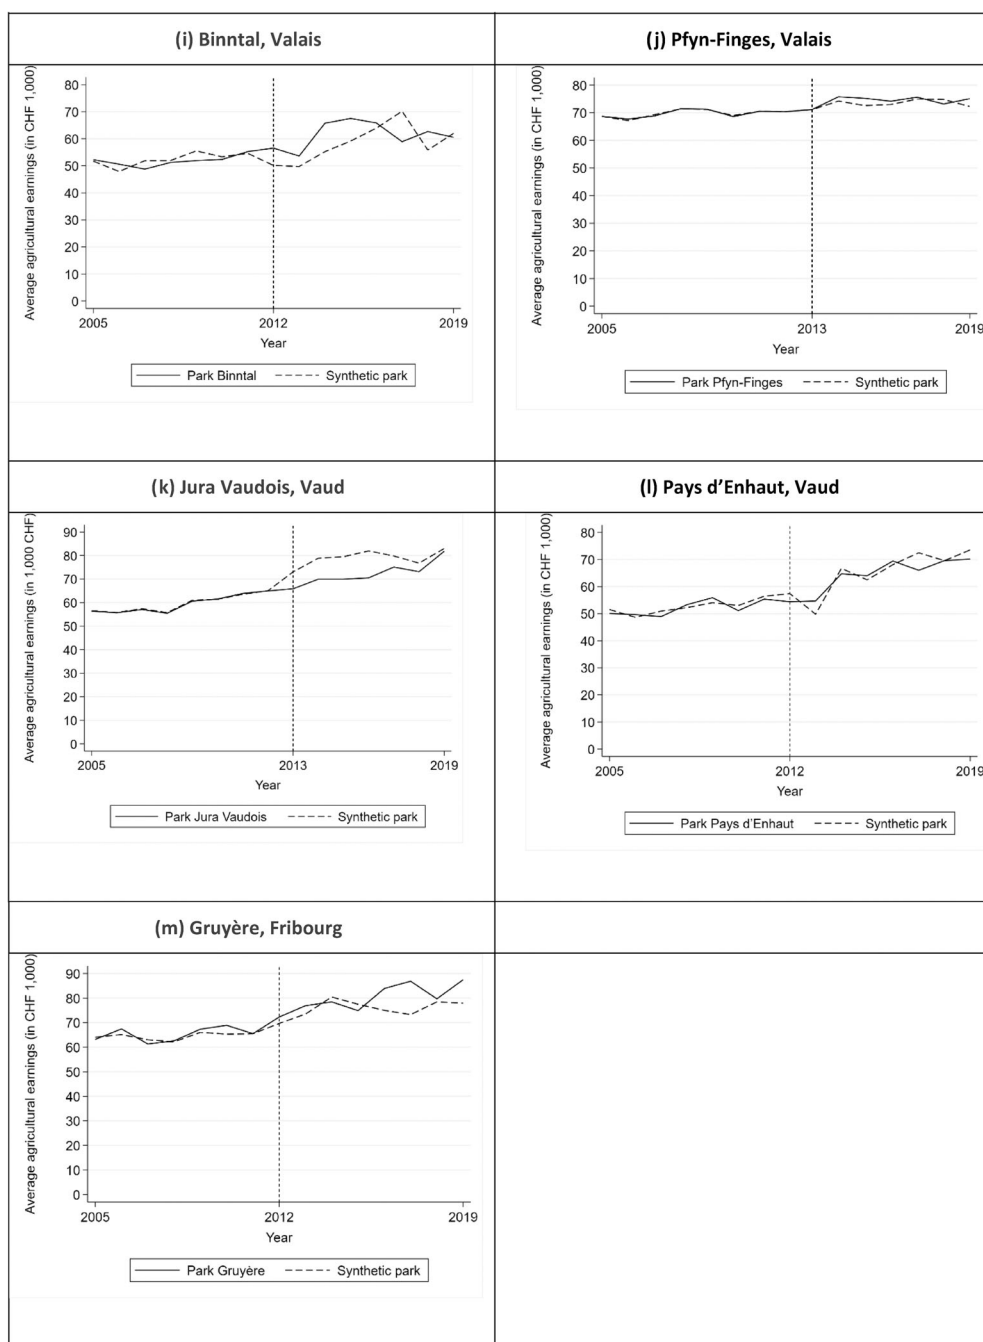 (i) Binntal, Valais
(j) Pfyn-Finges, Valais
Average agricultural earnings (in CHF 1,000)
80
70
60
50
40
30
20
10
0
2005
2012
2019
Year
Park Binntal
Synthetic park
Average agricultural earnings (in CHF 1,000)
80
70
60
50
40
30
20
10
0
2005
2013
2019
Year
Park Pfyn-Finges
Synthetic park
(k) Jura Vaudois, Vaud
(l) Pays d’Enhaut, Vaud
Average agricultural earnings (in 1,000 CHF)
90
80
70
60
50
40
30
20
10
0
2005
2013
2019
Year
Park Jura Vaudois
Synthetic park
Average agricultural earnings (in CHF 1,000)
80
70
60
50
40
30
20
10
0
2005
2012
2019
Year
Park Pays d’Enhaut
Synthetic park
(m) Gruyère, Fribourg
Average agricultural earnings (in CHF 1,000)
90
80
70
60
50
40
30
20
10
0
2005
2012
2019
Year
Park Gruyère
Synthetic park